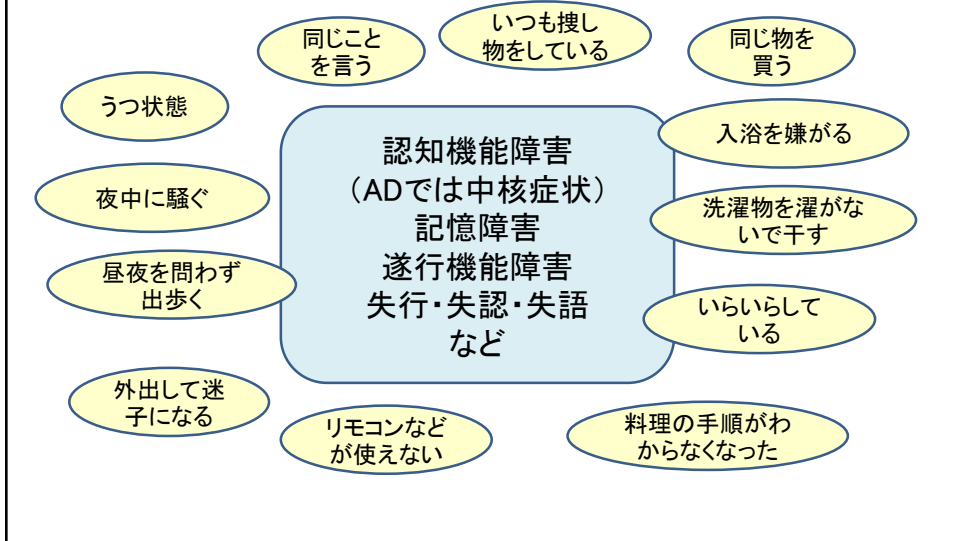 同じこと
を言う
いつも捜し
物をしている
同じ物を
買う
うつ状態
入浴を嫌がる
認知機能障害
（ADでは中核症状）
記憶障害
遂行機能障害
失行・失認・失語
など
夜中に騒ぐ
洗濯物を濯がな
いで干す
昼夜を問わず
出歩く
いらいらして
いる
外出して迷
子になる
リモコンなど
が使えない
料理の手順がわ
からなくなった